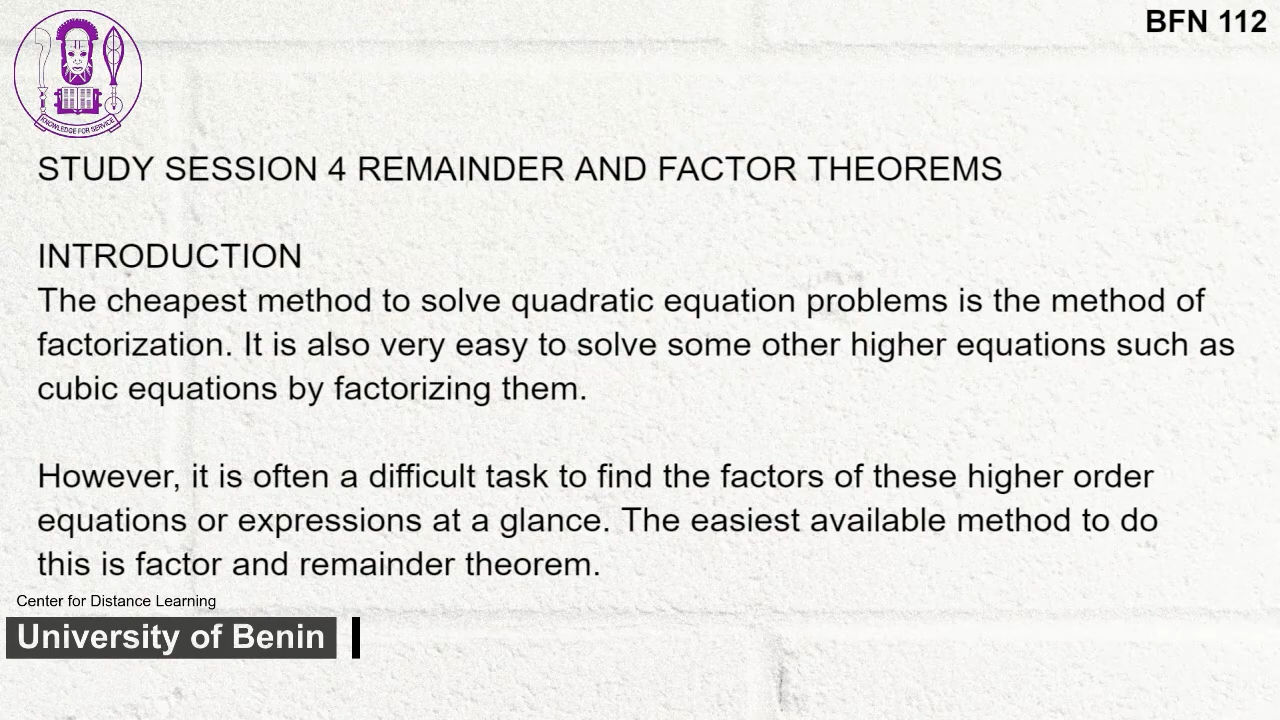 BFN 112
KNOWLEDGE FOR SERVICE
STUDY SESSION 4 REMAINDER AND FACTOR THEOREMS
INTRODUCTION
The cheapest method to solve quadratic equation problems is the method of
factorization. It is also very easy to solve some other higher equations such as
cubic equations by factorizing them.
However, it is often a difficult task to find the factors of these higher order
equations or expressions at a glance. The easiest available method to do
this is factor and remainder theorem.
Center for Distance Learning
University of Benin